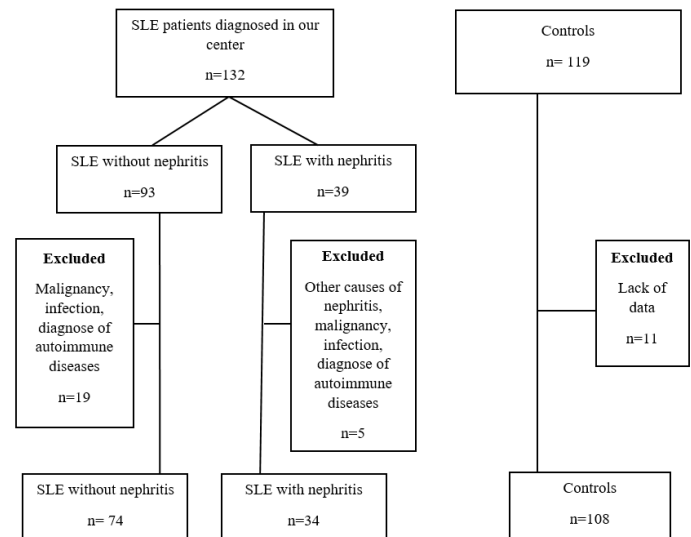 SLE patients diagnosed in our
center
n=132
Controls
n= 119
SLE without nephritis
n=93
SLE with nephritis
n=39
Excluded
Malignancy,
infection,
diagnose of
autoimmune
diseases
n=19
Excluded
Other causes of
nephritis,
malignancy,
infection,
diagnose of
autoimmune
diseases
n=5
Excluded
Lack of
data
n=11
SLE without nephritis
n= 74
SLE with nephritis
n=34
Controls
n=108